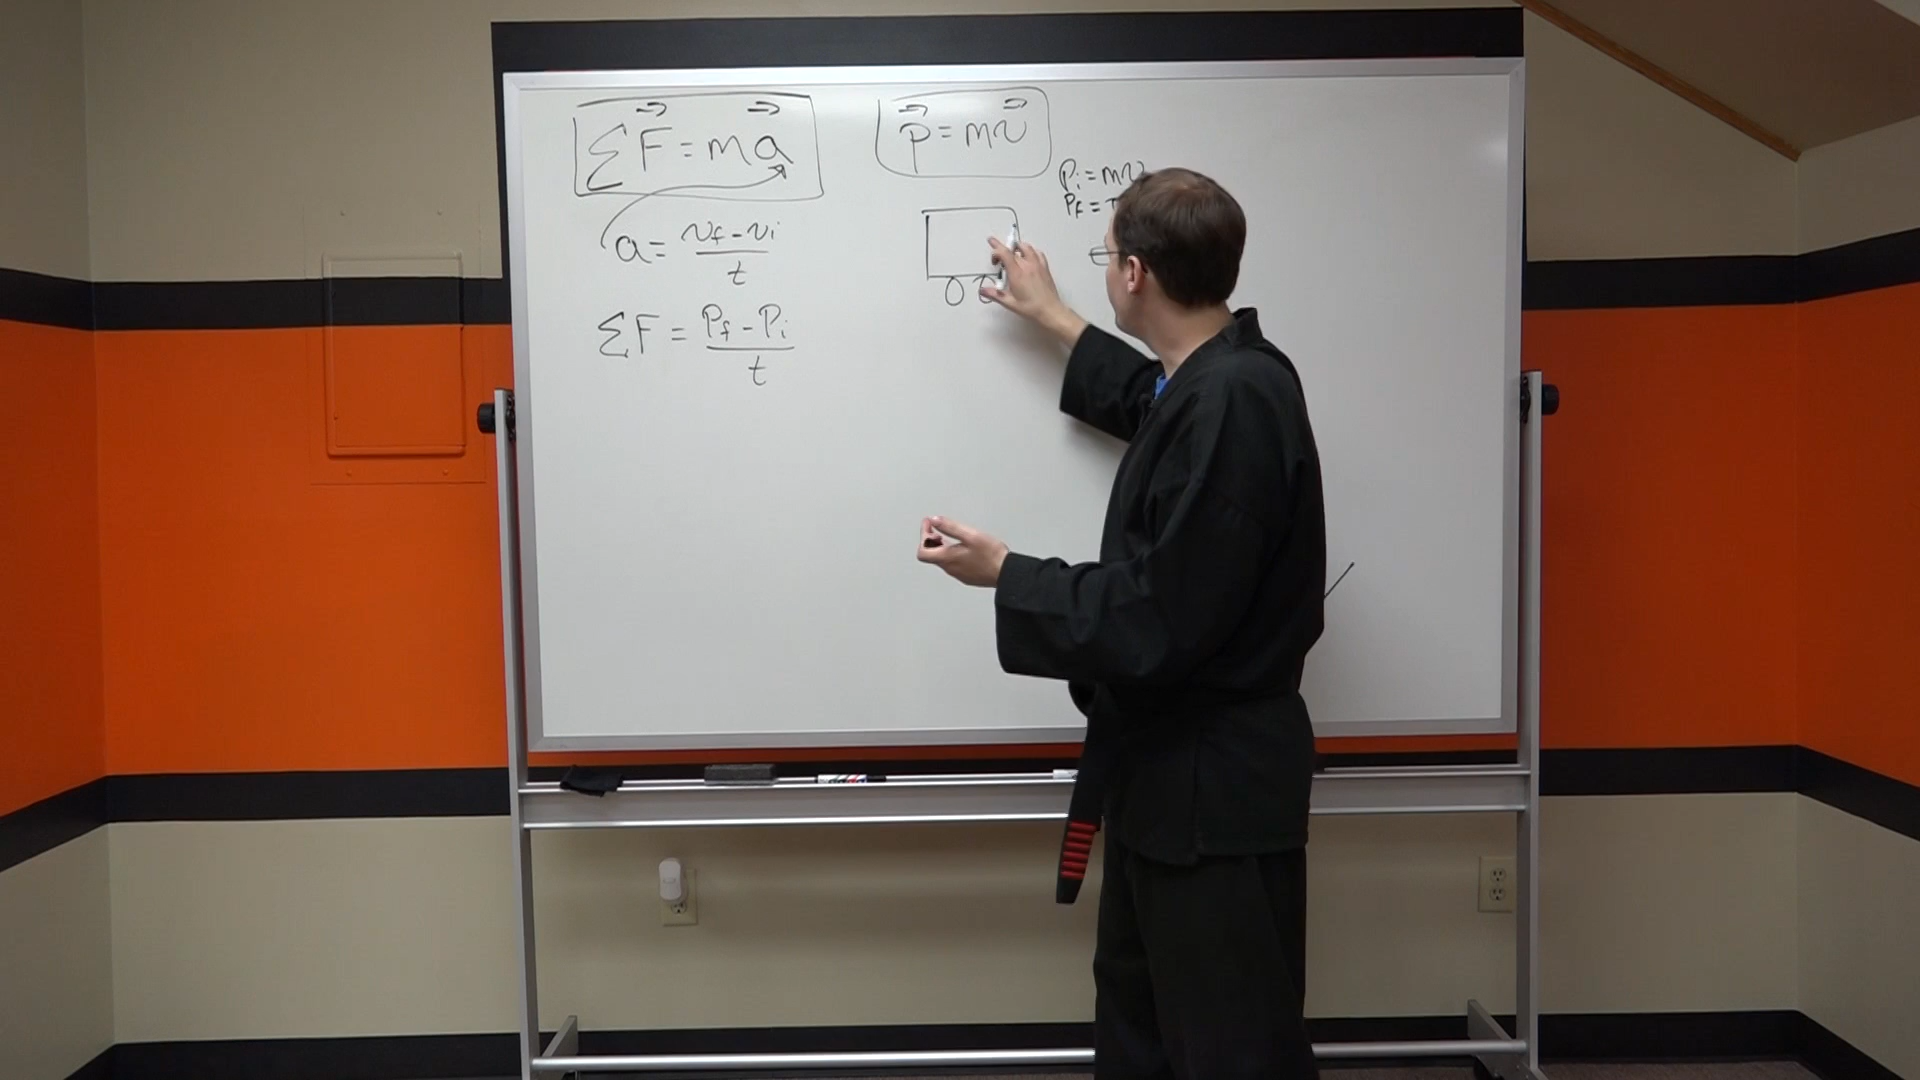 ΣF = ma
a = vf - vi / t
ΣF = Pf - Pi / t
p = mv
Pi = mv
Pf =
t